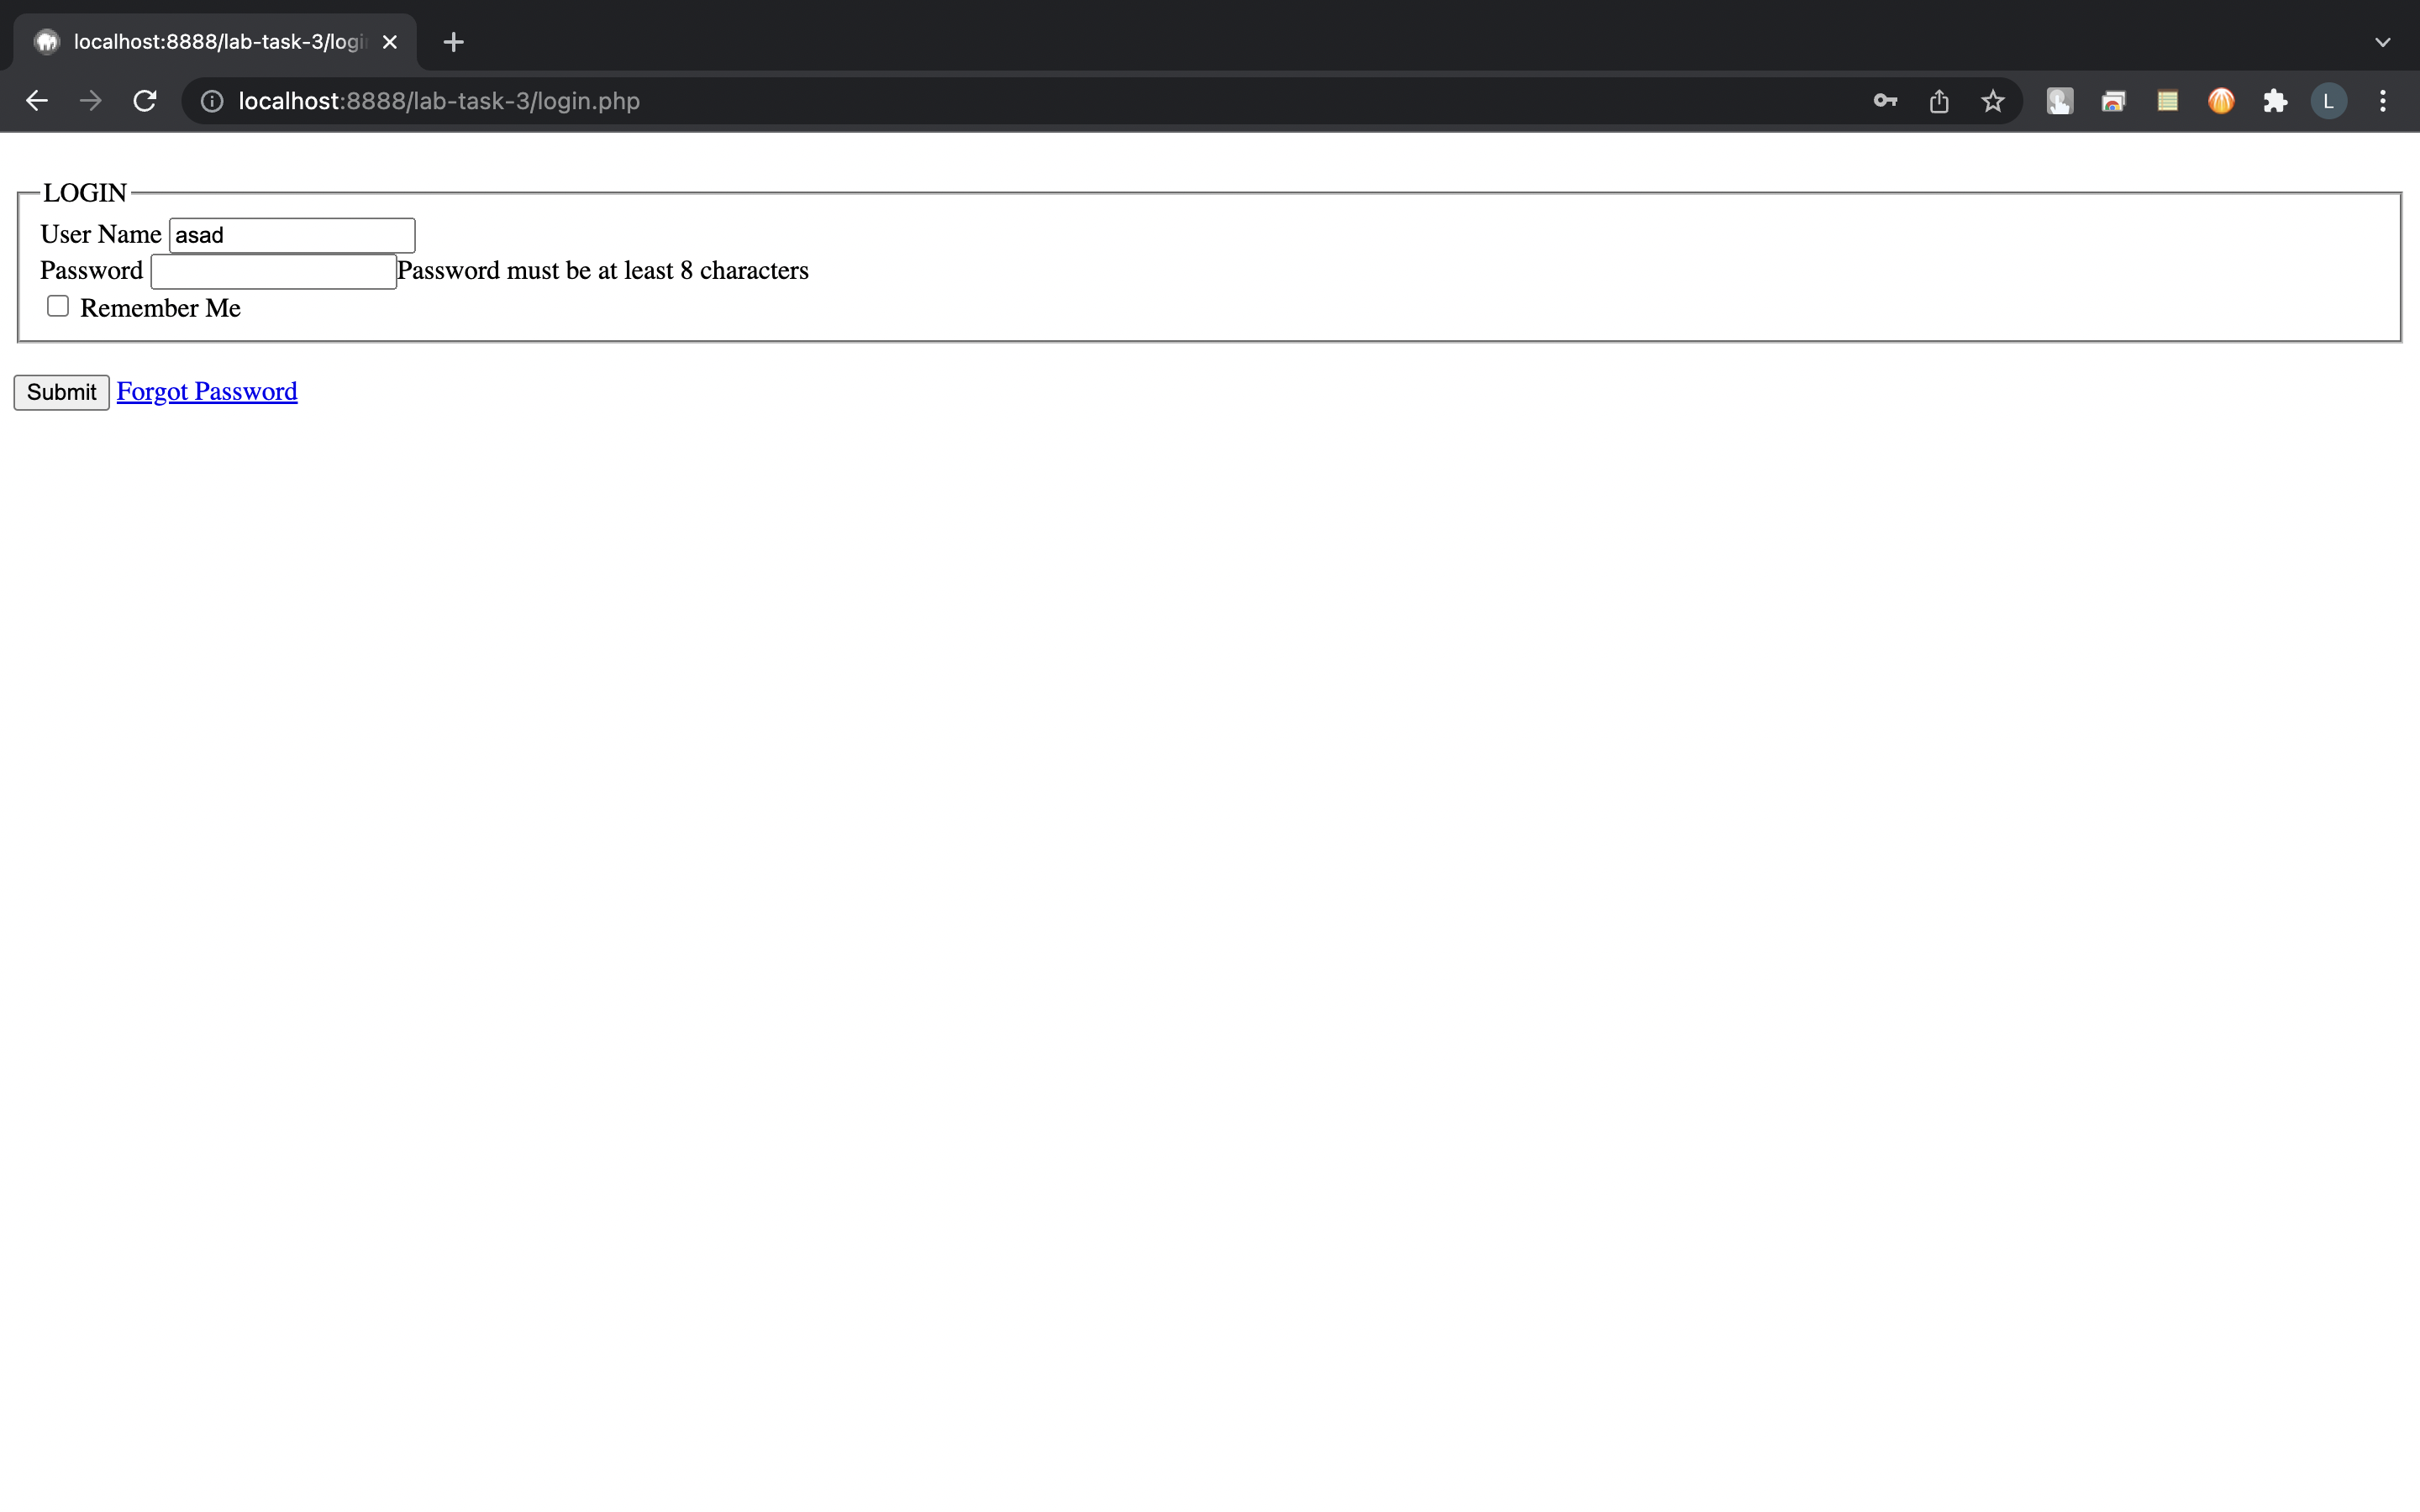 localhost:8888/lab-task-3/logi
localhost:8888/lab-task-3/login.php
L
LOGIN
User Name asad
Password Password must be at least 8 characters
Remember Me
Submit Forgot Password